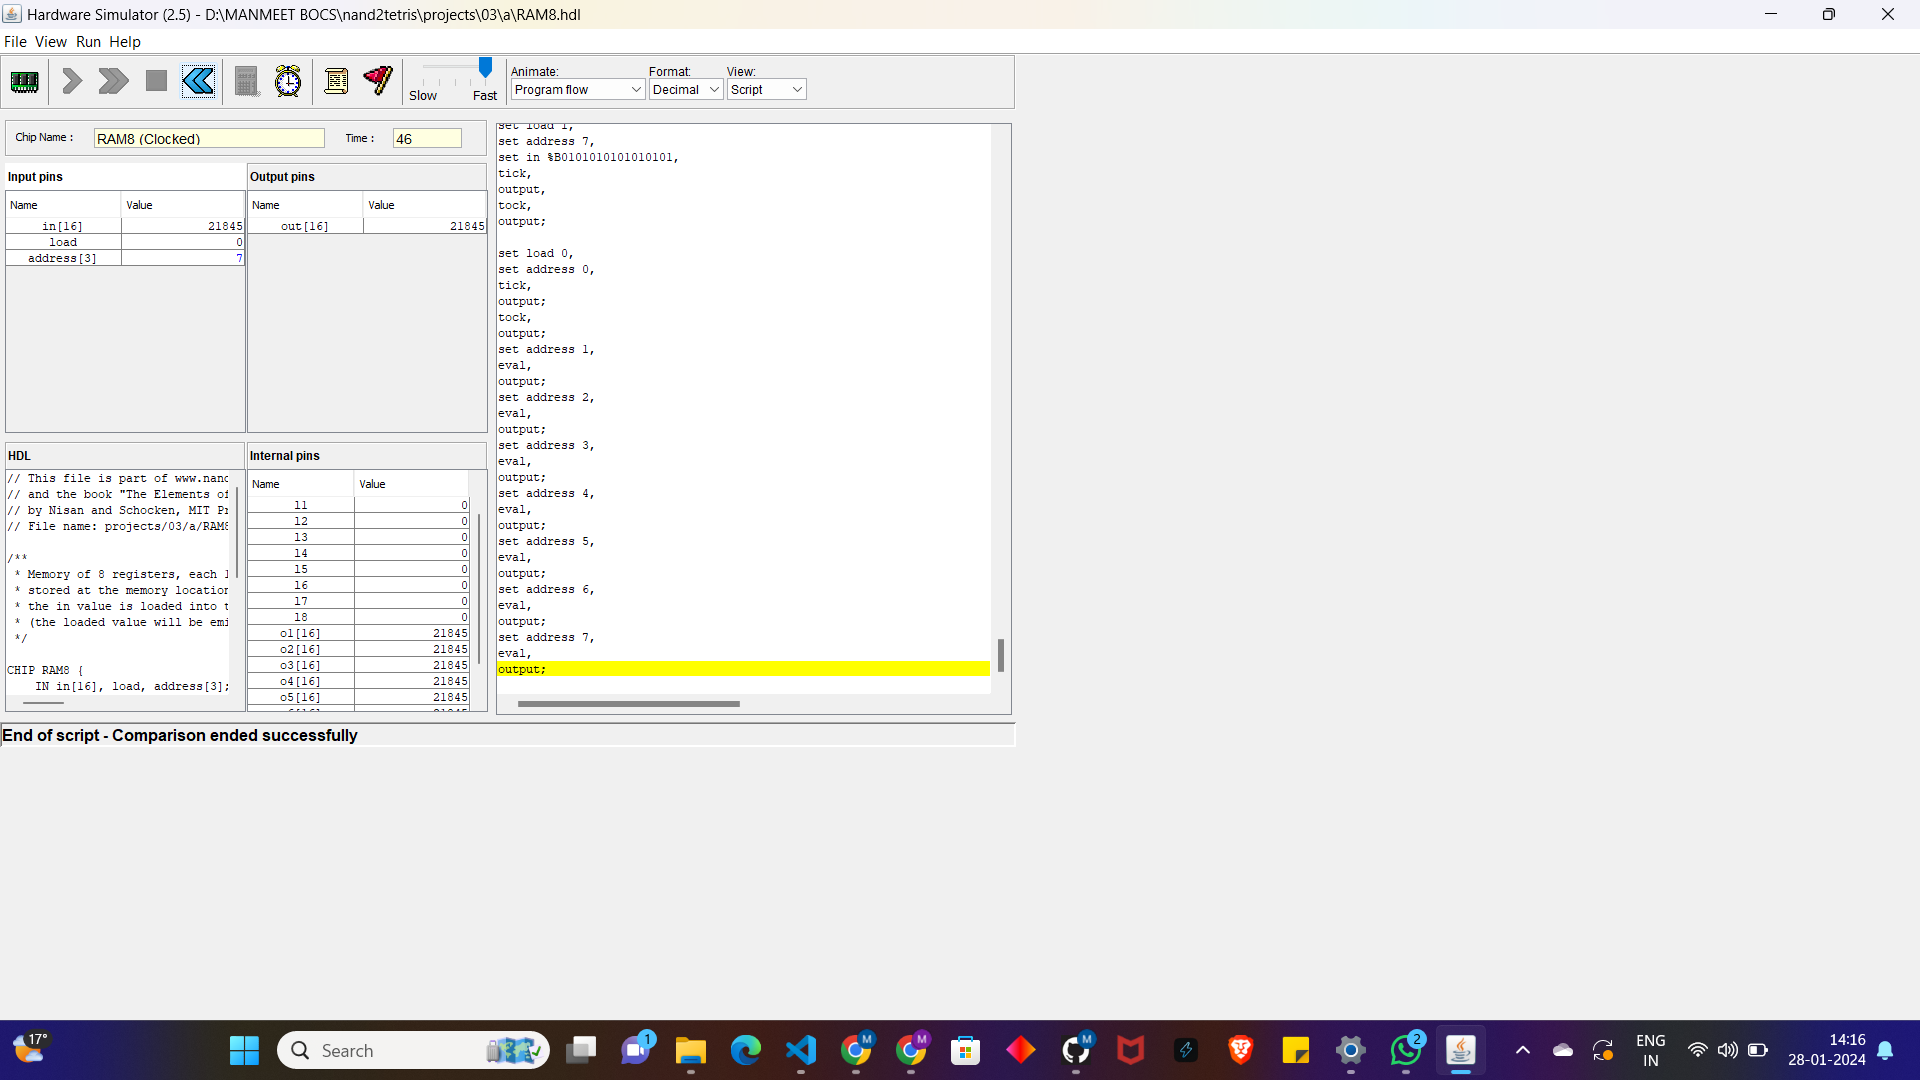 Hardware Simulator (2.5) - D:\MANMEET BOCS\nand2tetris\projects\03\a\RAM8.hdl
File View Run Help
Slow Fast
Animate:
Program flow
Format:
Decimal
View:
Script
Chip Name :
RAM8 (Clocked)
Time :
46
Input pins
Name Value
in[16] 21845
load 0
address[3] 7
Output pins
Name Value
out[16] 21845
HDL
// This file is part of www.nand
// and the book "The Elements of
// by Nisan and Schocken, MIT Pr
// File name: projects/03/a/RAM8
/**
* Memory of 8 registers, each 1
* stored at the memory location
* the in value is loaded into t
* (the loaded value will be emi
*/
CHIP RAM8 {
IN in[16], load, address[3];
Internal pins
Name Value
l1 0
l2 0
l3 0
l4 0
l5 0
l6 0
l7 0
l8 0
o1[16] 21845
o2[16] 21845
o3[16] 21845
o4[16] 21845
o5[16] 21845
set load 1,
set address 7,
set in %B0101010101010101,
tick,
output,
tock,
output;
set load 0,
set address 0,
tick,
output;
tock,
output;
set address 1,
eval,
output;
set address 2,
eval,
output;
set address 3,
eval,
output;
set address 4,
eval,
output;
set address 5,
eval,
output;
set address 6,
eval,
output;
set address 7,
eval,
output;
End of script - Comparison ended successfully
17°
Search
1
M
M
M
2
ENG
IN
14:16
28-01-2024